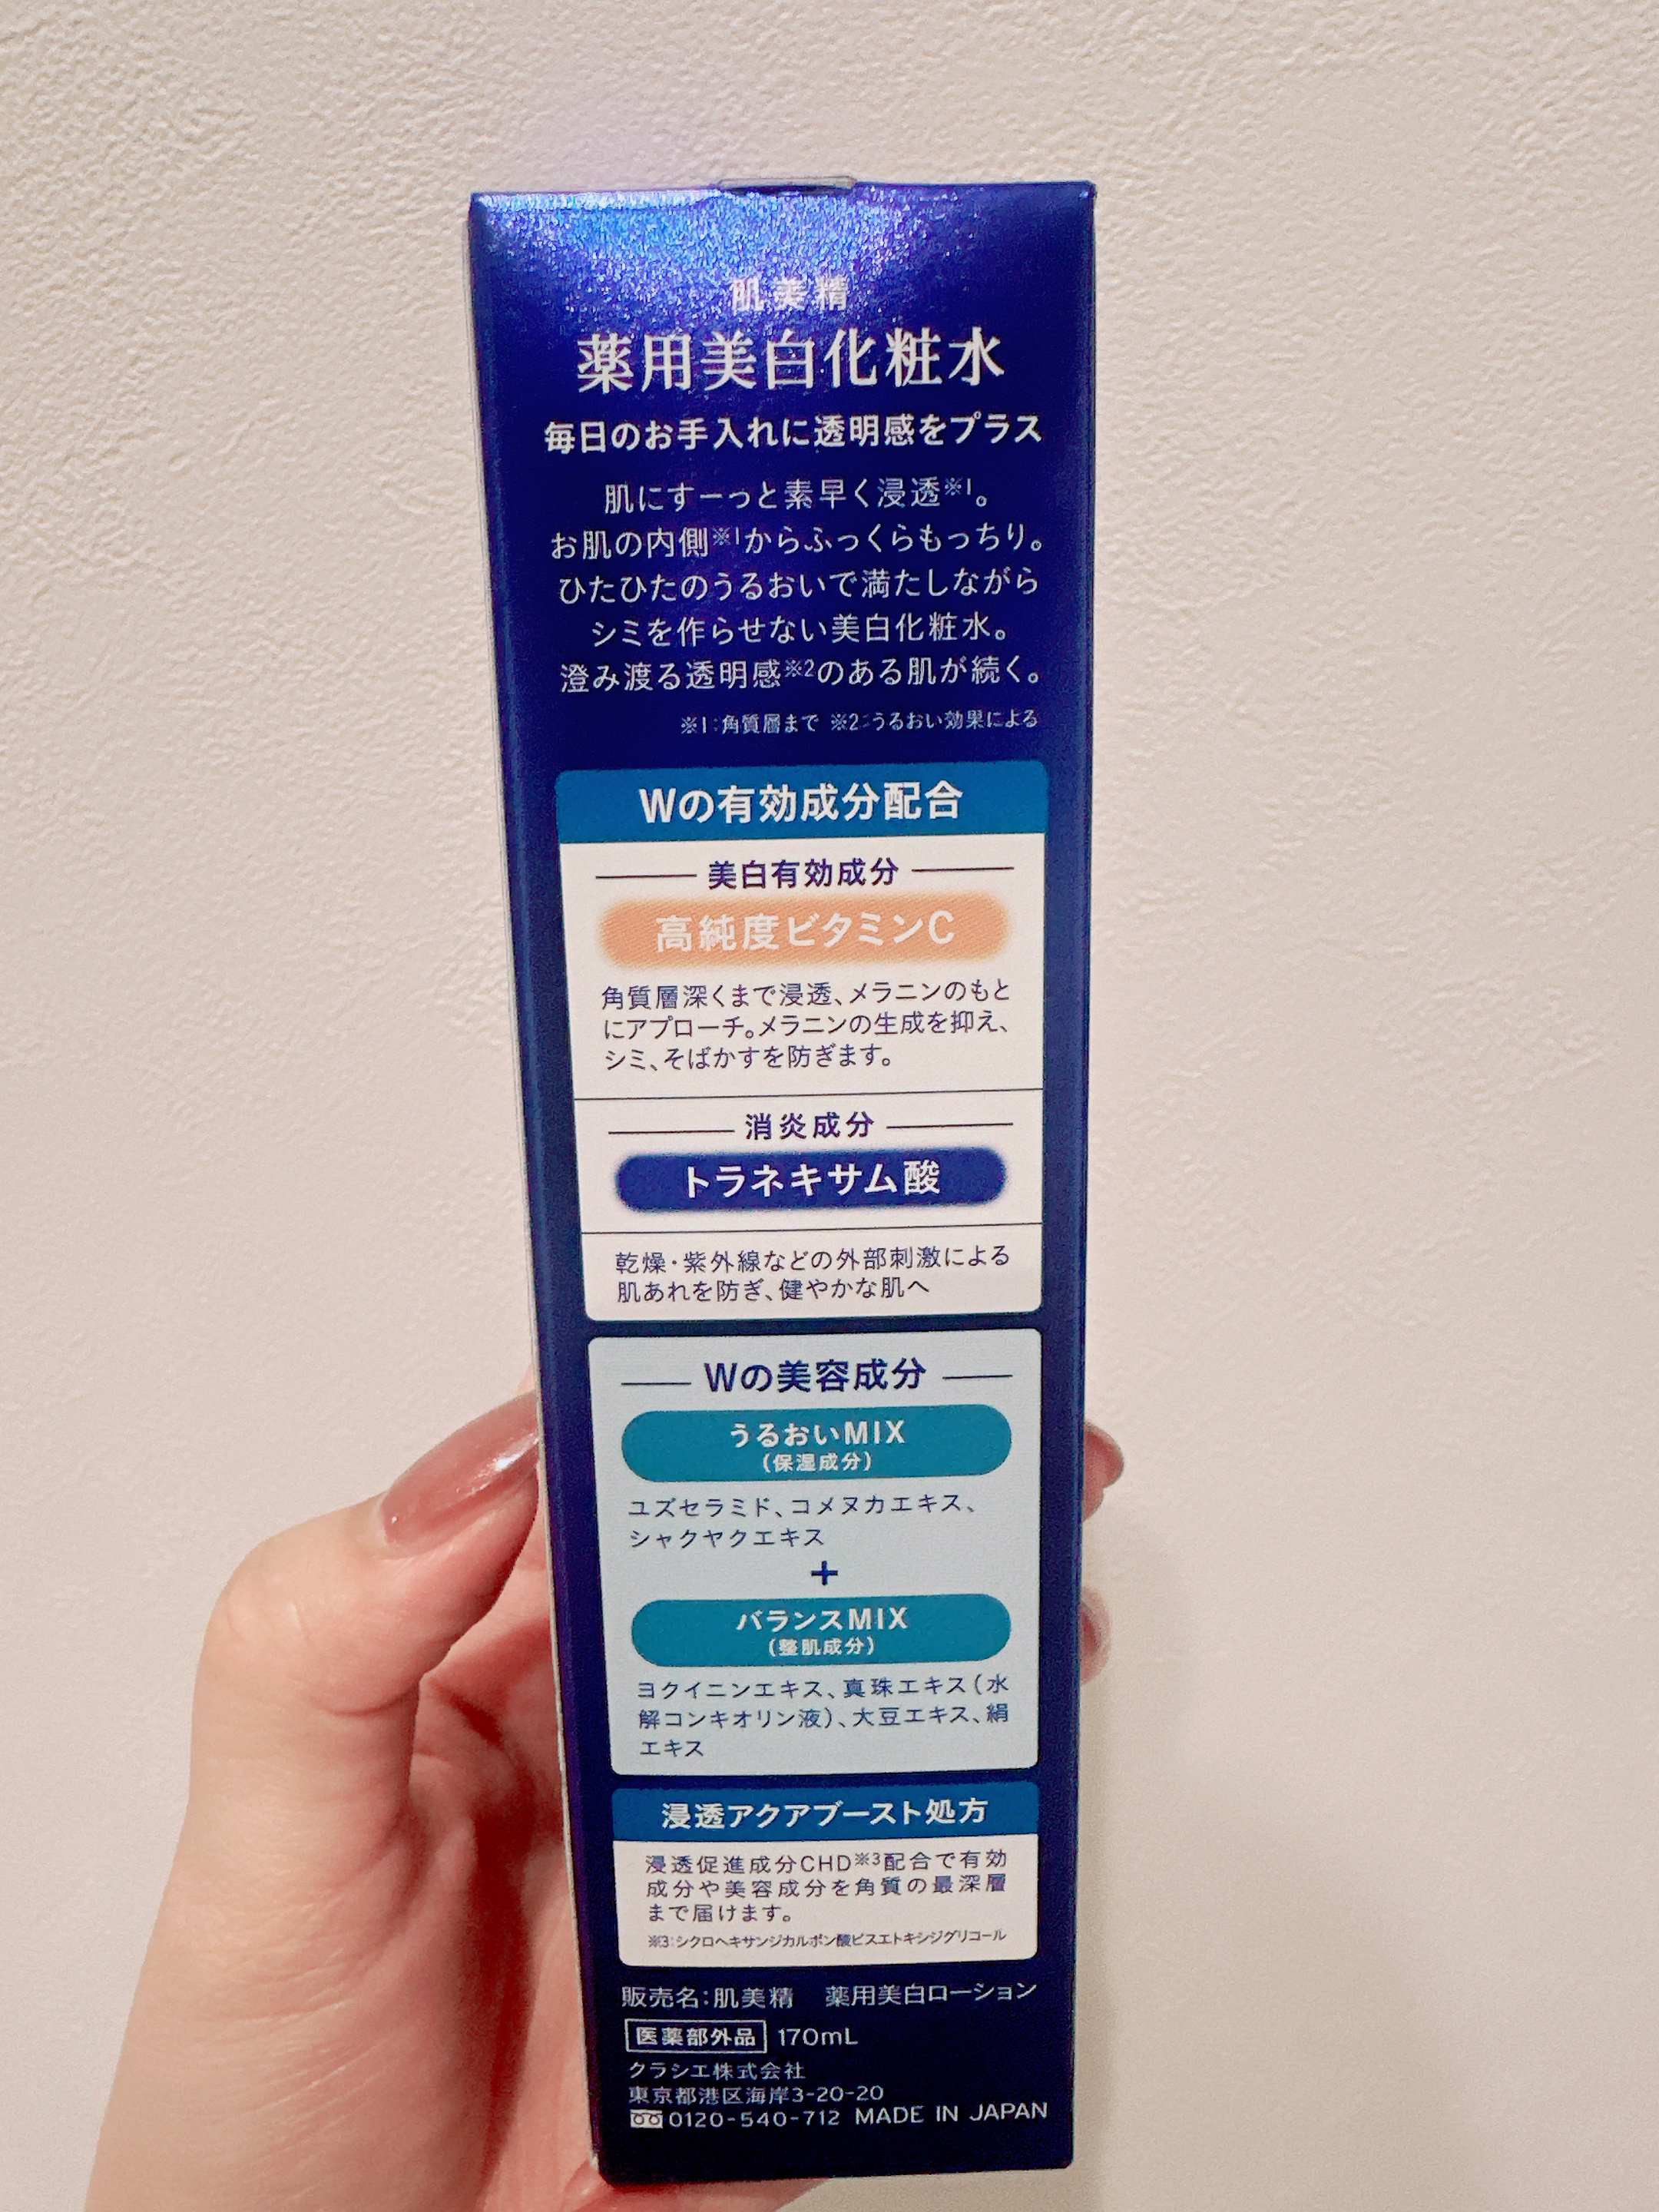 肌美精
薬用美白化粧水
毎日のお手入れに透明感をプラス
肌にすーっと素早く浸透※1。
お肌の内側※1からふっくらもっちり。
ひたひたのうるおいで満たしながら
シミを作らせない美白化粧水。
澄み渡る透明感※2のある肌が続く。
※1:角質層まで ※2:うるおい効果による
Wの有効成分配合
美白有効成分
高純度ビタミンC
角質層深くまで浸透、メラニンのもと
にアプローチ。メラニンの生成を抑え、
シミ、そばかすを防ぎます。
消炎成分
トラネキサム酸
乾燥・紫外線などの外部刺激による
肌あれを防ぎ、健やかな肌へ
Wの美容成分
うるおいMIX
(保湿成分)
ユズセラミド、コメヌカエキス、
シャクヤクエキス
+
バランスMIX
(整肌成分)
ヨクイニンエキス、真珠エキス(水
解コンキオリン液)、大豆エキス、絹
エキス
浸透アクアブースト処方
浸透促進成分CHD※3配合で有効
成分や美容成分を角質の最深層
まで届けます。
※3:シクロヘキサンジカルボン酸ビスエトキシジグリコール
販売名:肌美精 薬用美白ローション
医薬部外品 170mL
クラシエ株式会社
東京都港区海岸3-20-20
0120-540-712 MADE IN JAPAN